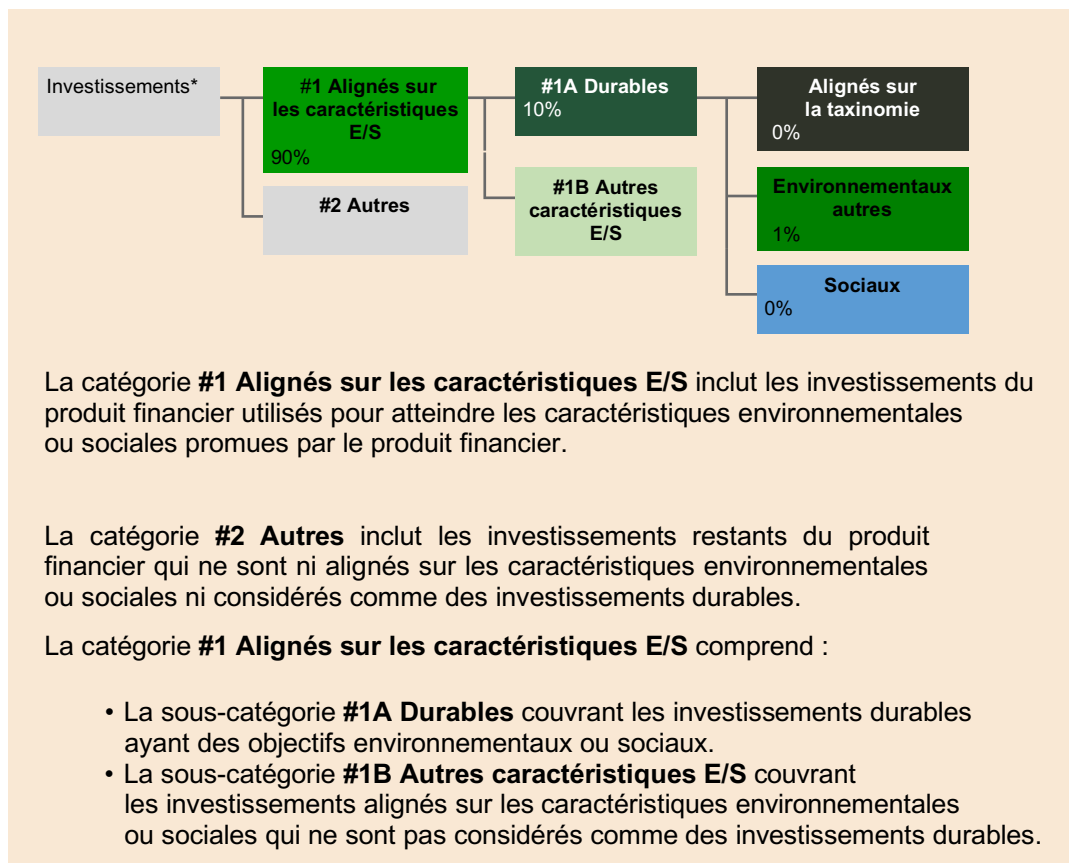 Investissements*
#1 Alignés sur
les caractéristiques
E/S
90%
#2 Autres
#1A Durables
10%
#1B Autres
caractéristiques
E/S
Alignés sur
la taxinomie
0%
Environnementaux
autres
1%
Sociaux
0%
La catégorie #1 Alignés sur les caractéristiques E/S inclut les investissements du
produit financier utilisés pour atteindre les caractéristiques environnementales
ou sociales promues par le produit financier.
La catégorie #2 Autres inclut les investissements restants du produit
financier qui ne sont ni alignés sur les caractéristiques environnementales
ou sociales ni considérés comme des investissements durables.
La catégorie #1 Alignés sur les caractéristiques E/S comprend :
• La sous-catégorie #1A Durables couvrant les investissements durables
ayant des objectifs environnementaux ou sociaux.
• La sous-catégorie #1B Autres caractéristiques E/S couvrant
les investissements alignés sur les caractéristiques environnementales
ou sociales qui ne sont pas considérés comme des investissements durables.